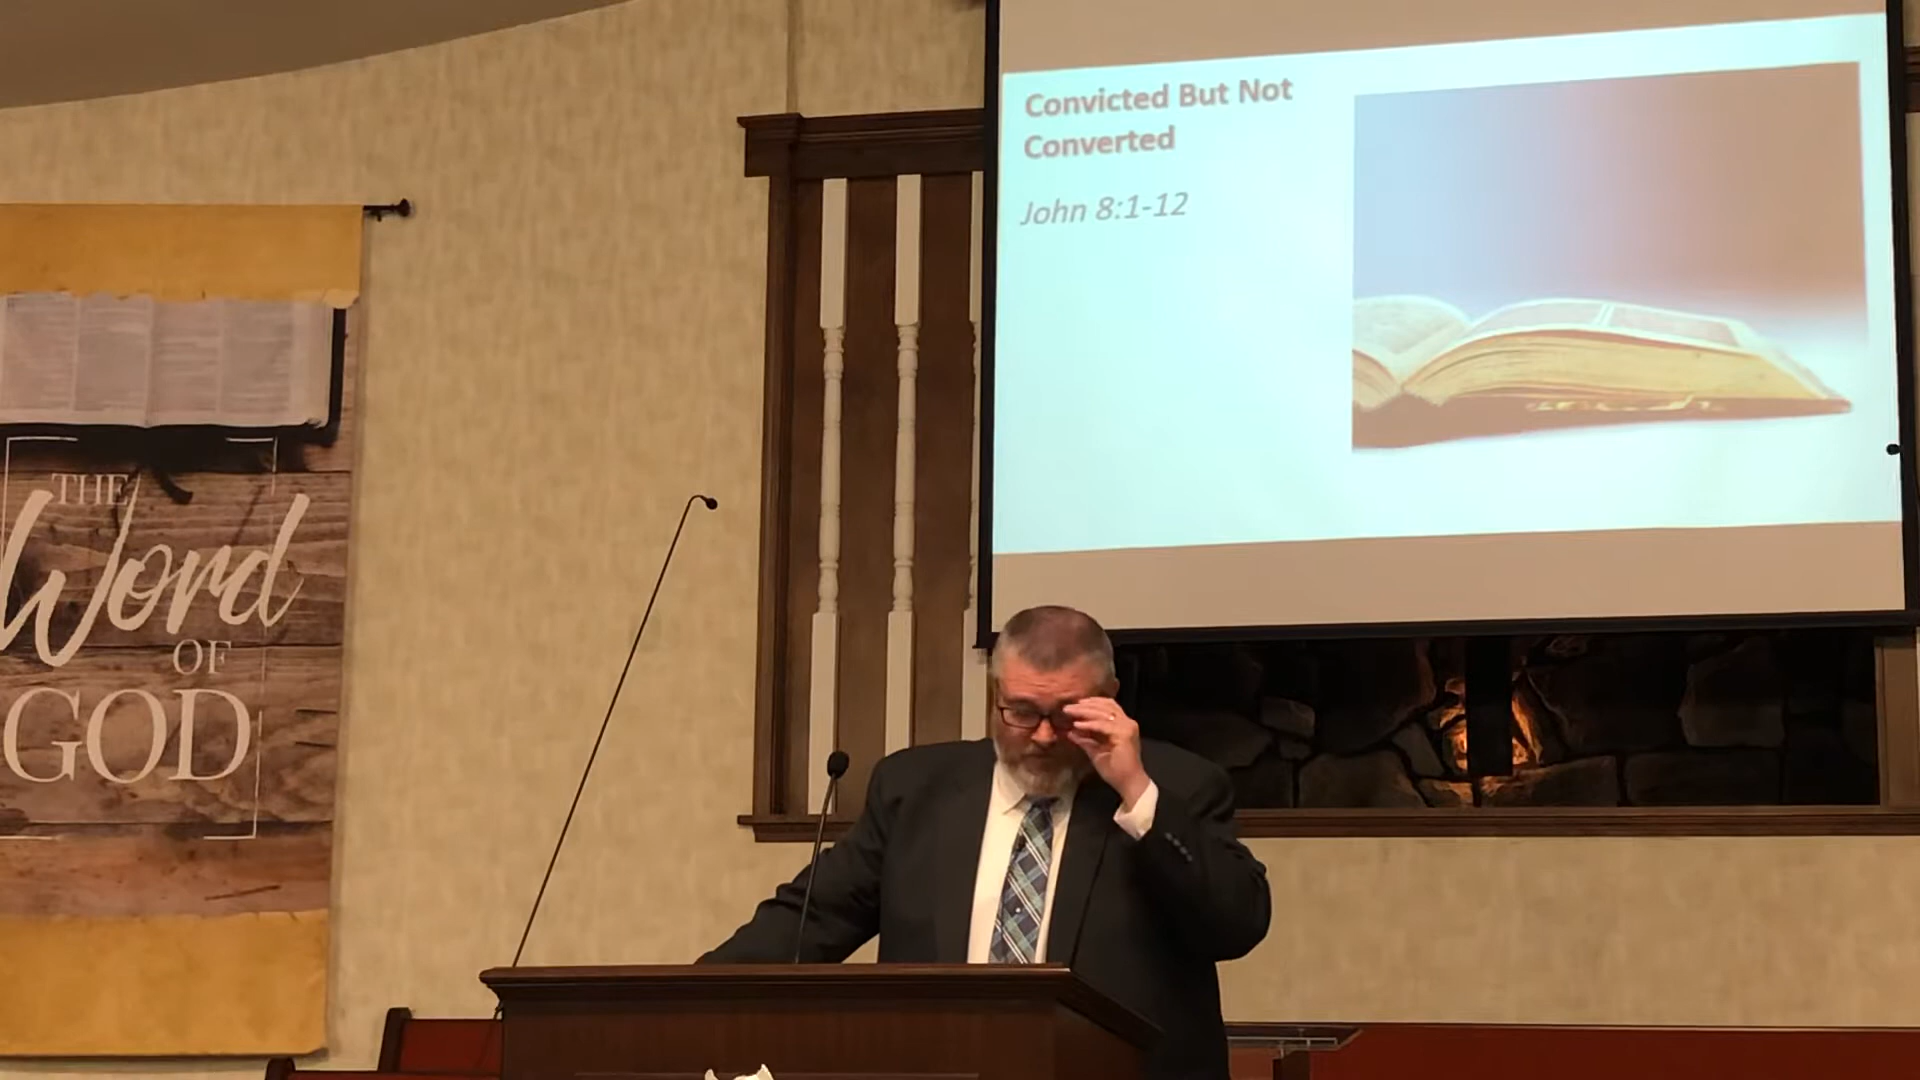 Convicted But Not
Converted
John 8:1-12
THE
Word
OF
GOD